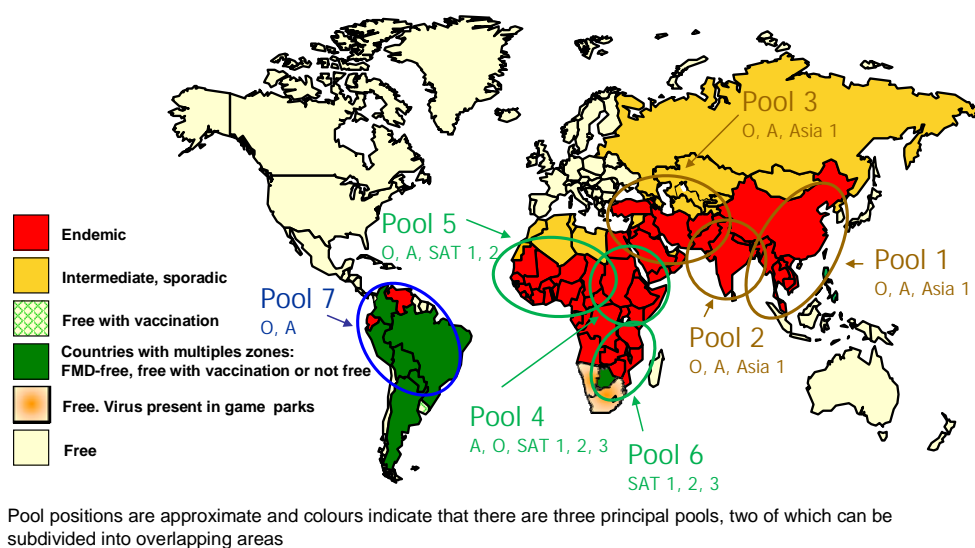 Pool 3
O, A, Asia 1
Pool 5
O, A, SAT 1, 2
Endemic
Intermediate, sporadic
Free with vaccination
Countries with multiples zones:
FMD-free, free with vaccination or not free
Free. Virus present in game parks
Free
Pool 7
O, A
Pool 1
O, A, Asia 1
Pool 2
O, A, Asia 1
Pool 4
A, O, SAT 1, 2, 3
Pool 6
SAT 1, 2, 3
Pool positions are approximate and colours indicate that there are three principal pools, two of which can be
subdivided into overlapping areas